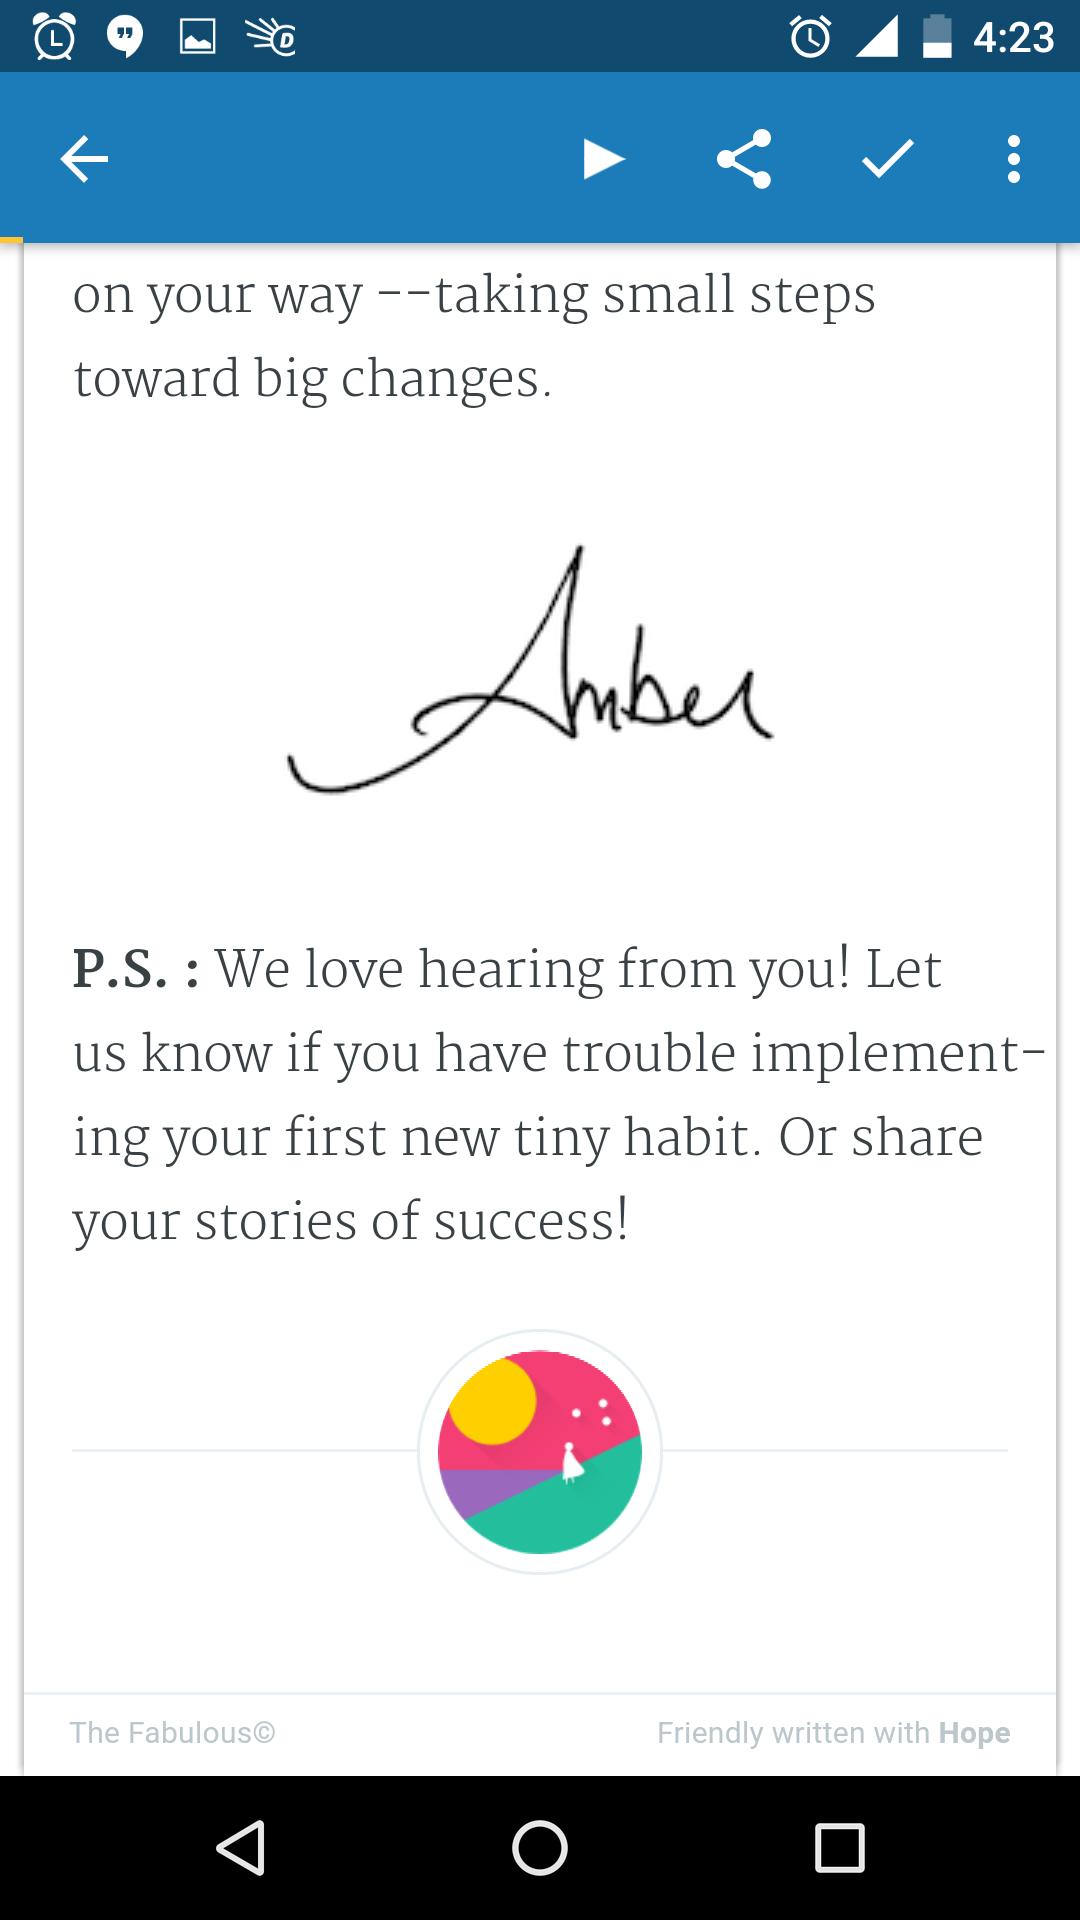 4:23
on your way --taking small steps
toward big changes.
Amber
P.S. : We love hearing from you! Let
us know if you have trouble implement-
ing your first new tiny habit. Or share
your stories of success!
The Fabulous© Friendly written with Hope